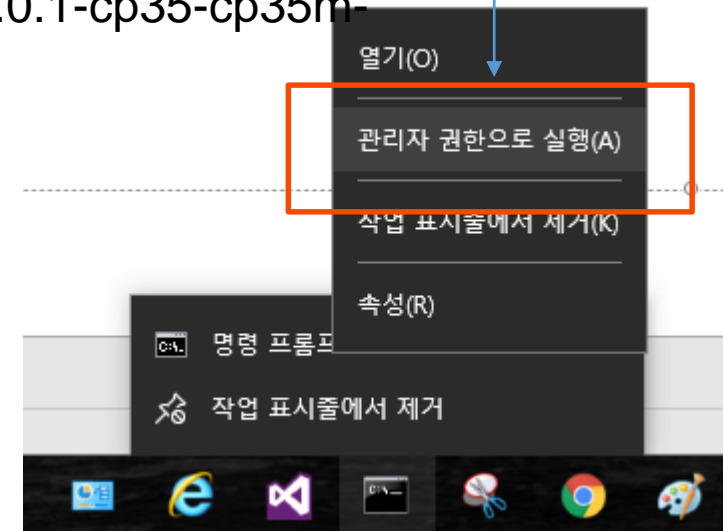 .0.1-cp35-cp35m-
열기(O)
관리자 권한으로 실행(A)
작업 표시줄에서 제거(K)
속성(R)
명령 프롬프
작업 표시줄에서 제거